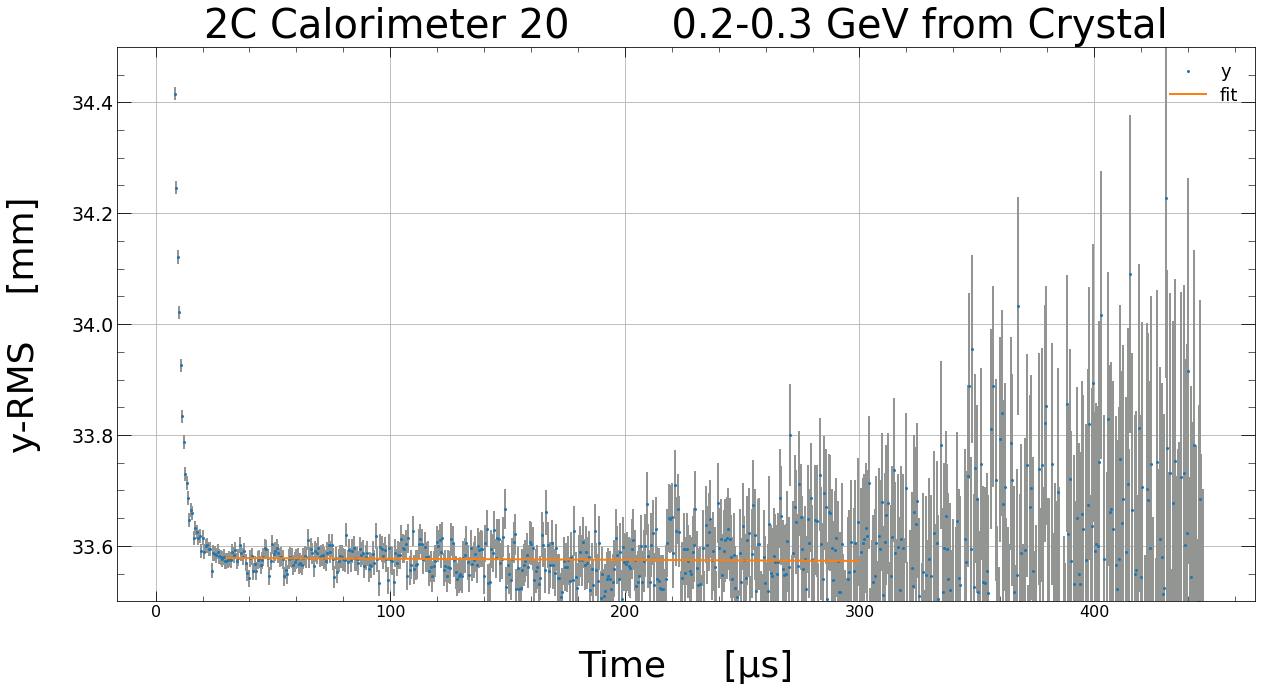 2C Calorimeter 20 0.2-0.3 GeV from Crystal
y
fit
34.4
34.2
34.0
33.8
33.6
y-RMS [mm]
0 100 200 300 400
Time [μs]